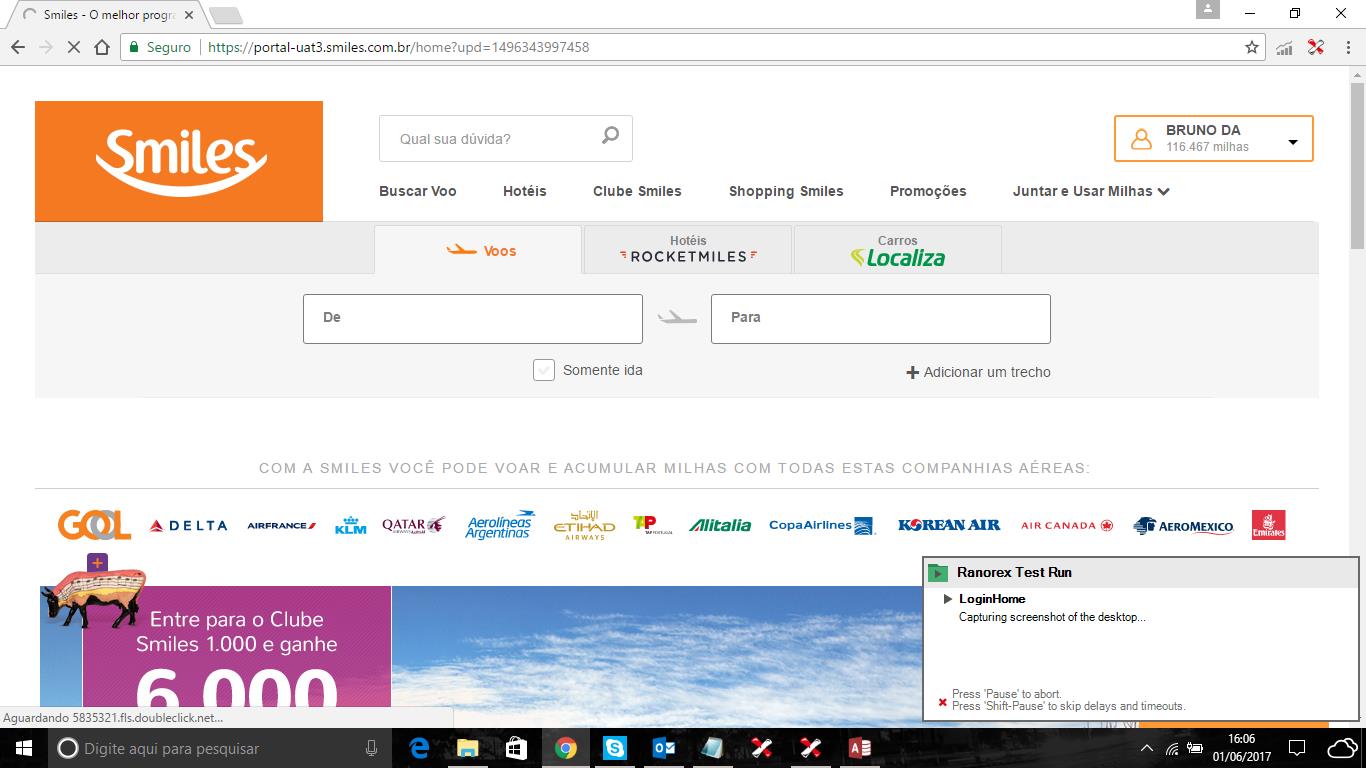 Smiles - O melhor progra
Seguro
https://portal-uat3.smiles.com.br/home?upd=1496343997458
Smiles
Qual sua dúvida?
BRUNO DA
116.467 milhas
Buscar Voo
Hotéis
Clube Smiles
Shopping Smiles
Promoções
Juntar e Usar Milhas
Voos
Hotéis
ROCKETMILES
Carros
Localiza
De
Para
Somente ida
Adicionar um trecho
COM A SMILES VOCÊ PODE VOAR E ACUMULAR MILHAS COM TODAS ESTAS COMPANHIAS AÉREAS:
GOL
DELTA
AIRFRANCE
KLM
QATAR
AIRWAYS
Aerolíneas
Argentinas
ETIHAD
AIRWAYS
TAP
TAP PORTUGAL
Alitalia
CopaAirlines
KOREAN AIR
AIR CANADA
AEROMEXICO
Emirates
Entre para o Clube
Smiles 1.000 e ganhe
6.000
Ranorex Test Run
LoginHome
Capturing screenshot of the desktop...
Press 'Pause' to abort.
Press 'Shift-Pause' to skip delays and timeouts.
Aguardando 5835321.fls.doubleclick.net...
Digite aqui para pesquisar
16:06
01/06/2017